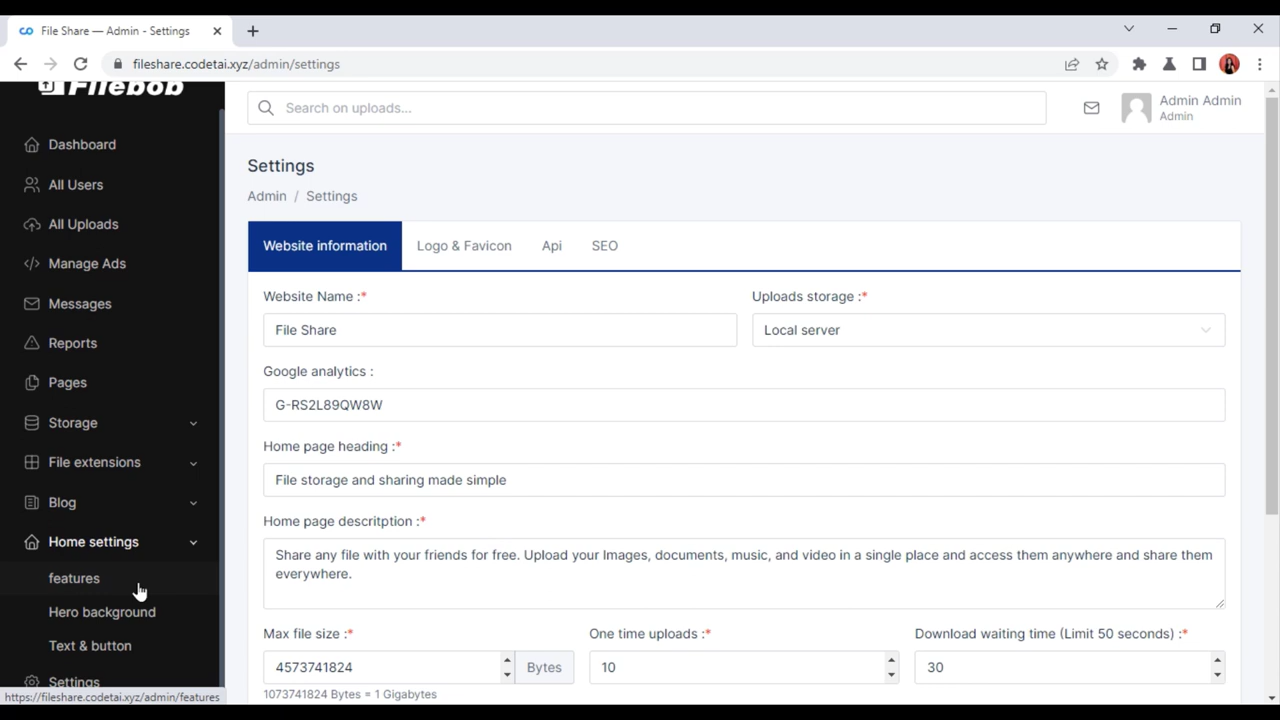 File Share — Admin - Settings
fileshare.codetai.xyz/admin/settings
Filebob
Search on uploads...
Admin Admin
Admin
Dashboard
All Users
All Uploads
Manage Ads
Messages
Reports
Pages
Storage
File extensions
Blog
Home settings
features
Hero background
Text & button
Settings
https://fileshare.codetai.xyz/admin/features
Settings
Admin / Settings
Website information Logo & Favicon Api SEO
Website Name :* Uploads storage :*
File Share Local server
Google analytics :
G-RS2L89QW8W
Home page heading :*
File storage and sharing made simple
Home page descritption :*
Share any file with your friends for free. Upload your Images, documents, music, and video in a single place and access them anywhere and share them
everywhere.
Max file size :* One time uploads :* Download waiting time (Limit 50 seconds) :*
4573741824 Bytes 10 30
1073741824 Bytes = 1 Gigabytes